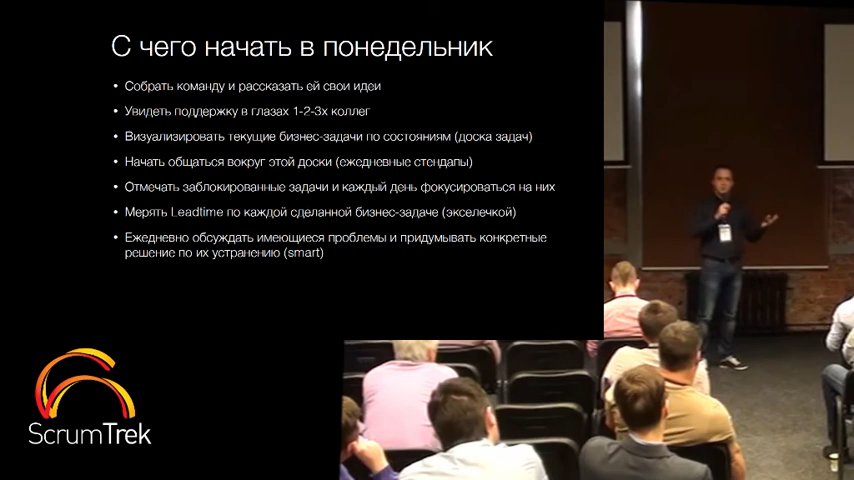 С чего начать в понедельник
• Собрать команду и рассказать ей свои идеи
• Увидеть поддержку в глазах 1-2-3х коллег
• Визуализировать текущие бизнес-задачи по состояниям (доска задач)
• Начать общаться вокруг этой доски (ежедневные стендапы)
• Отмечать заблокированные задачи и каждый день фокусироваться на них
• Мерять Leadtime по каждой сделанной бизнес-задаче (экселечкой)
• Ежедневно обсуждать имеющиеся проблемы и придумывать конкретные
решение по их устранению (smart)
ScrumTrek